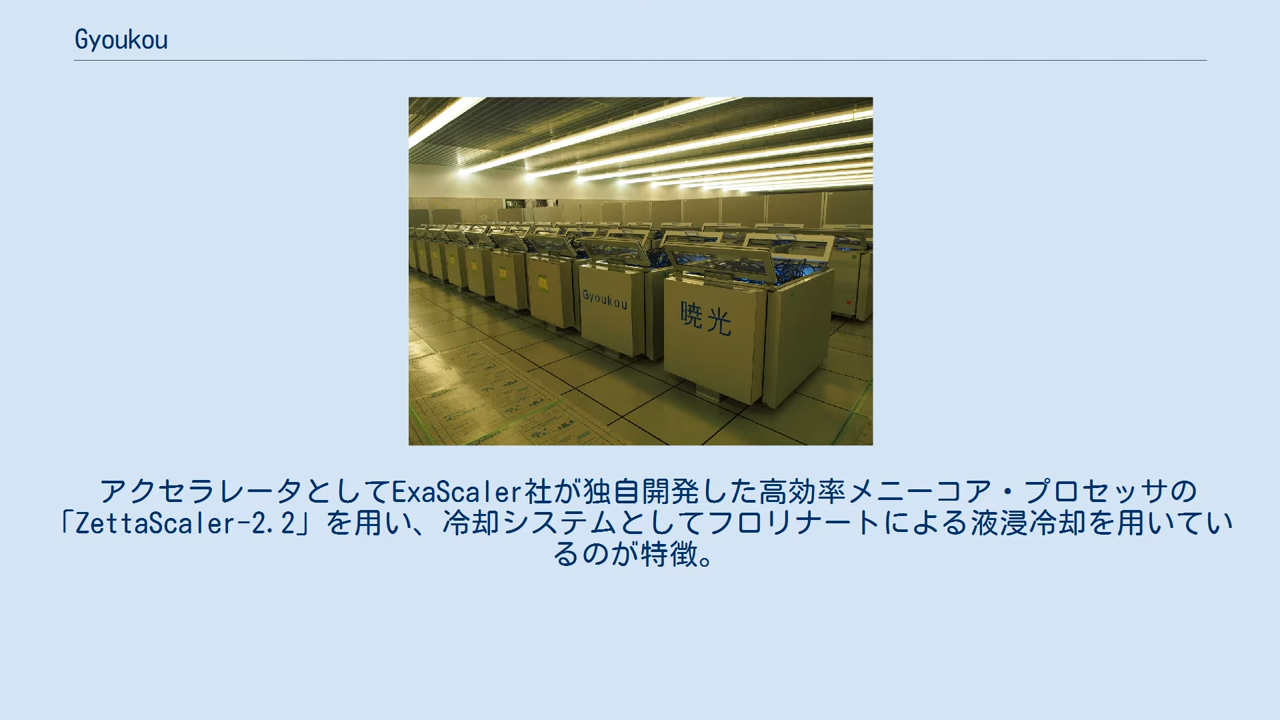 Gyoukou
Gyoukou
暁光
アクセラレータとしてExaScaler社が独自開発した高効率メニーコア・プロセッサの
「ZettaScaler-2.2」を用い、冷却システムとしてフロリナートによる液浸冷却を用いてい
るのが特徴。